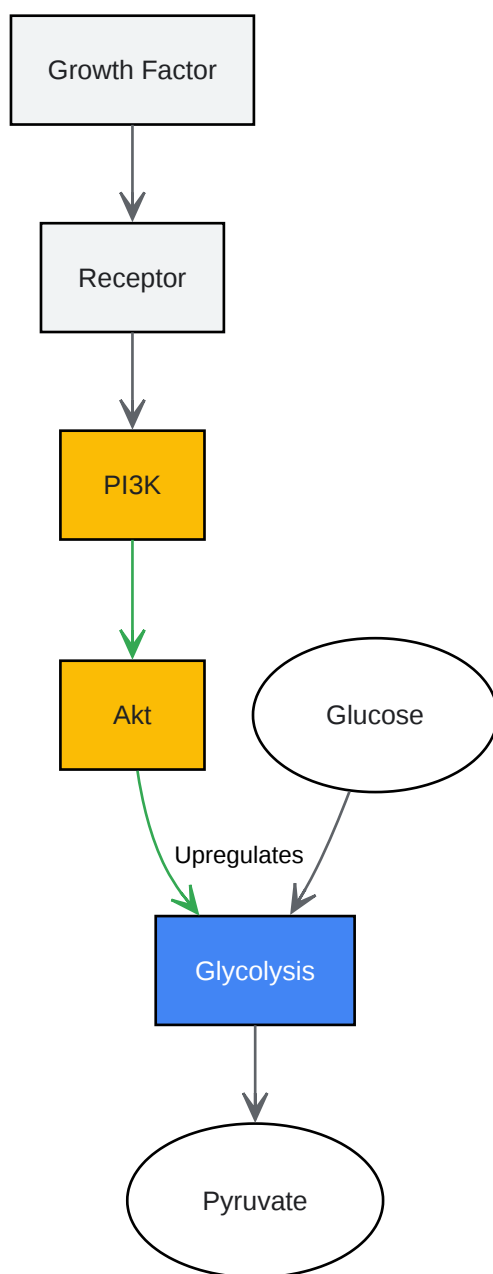 Growth Factor
Receptor
PI3K
Akt
Glucose
Upregulates
Glycolysis
Pyruvate